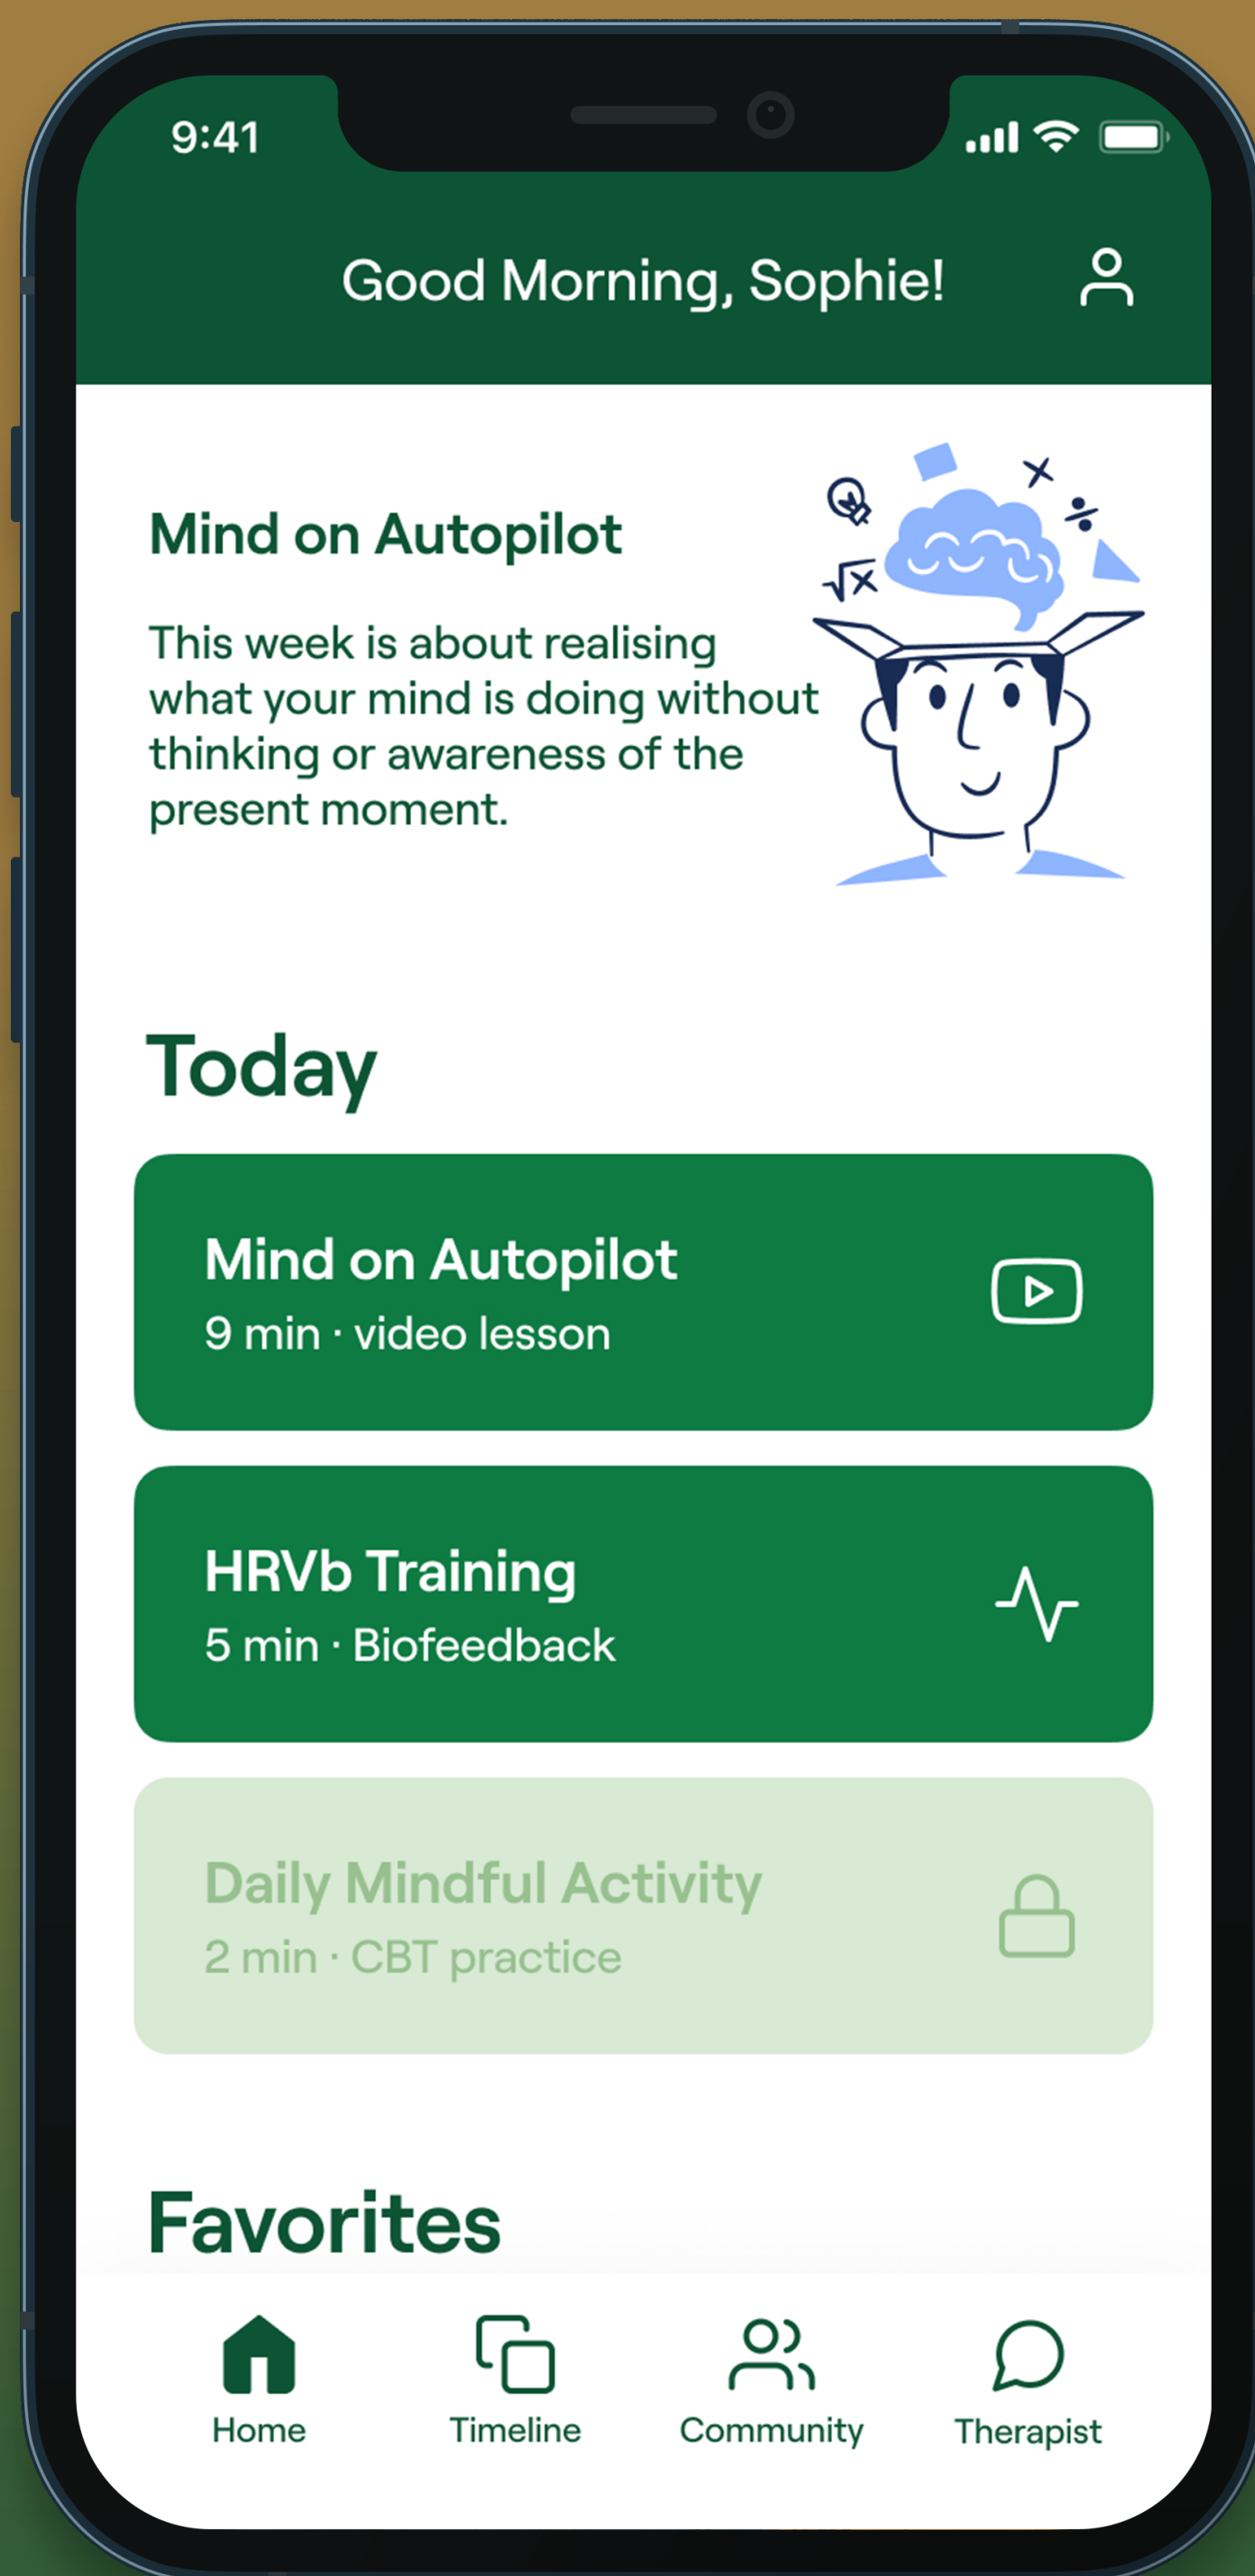 9:41
Good Morning, Sophie!
Mind on Autopilot
This week is about realising
what your mind is doing without
thinking or awareness of the
present moment.
√x
Today
Mind on Autopilot
9 min · video lesson
HRVb Training
5 min · Biofeedback
Daily Mindful Activity
2 min · CBT practice
Favorites
Home
Timeline
Community
Therapist